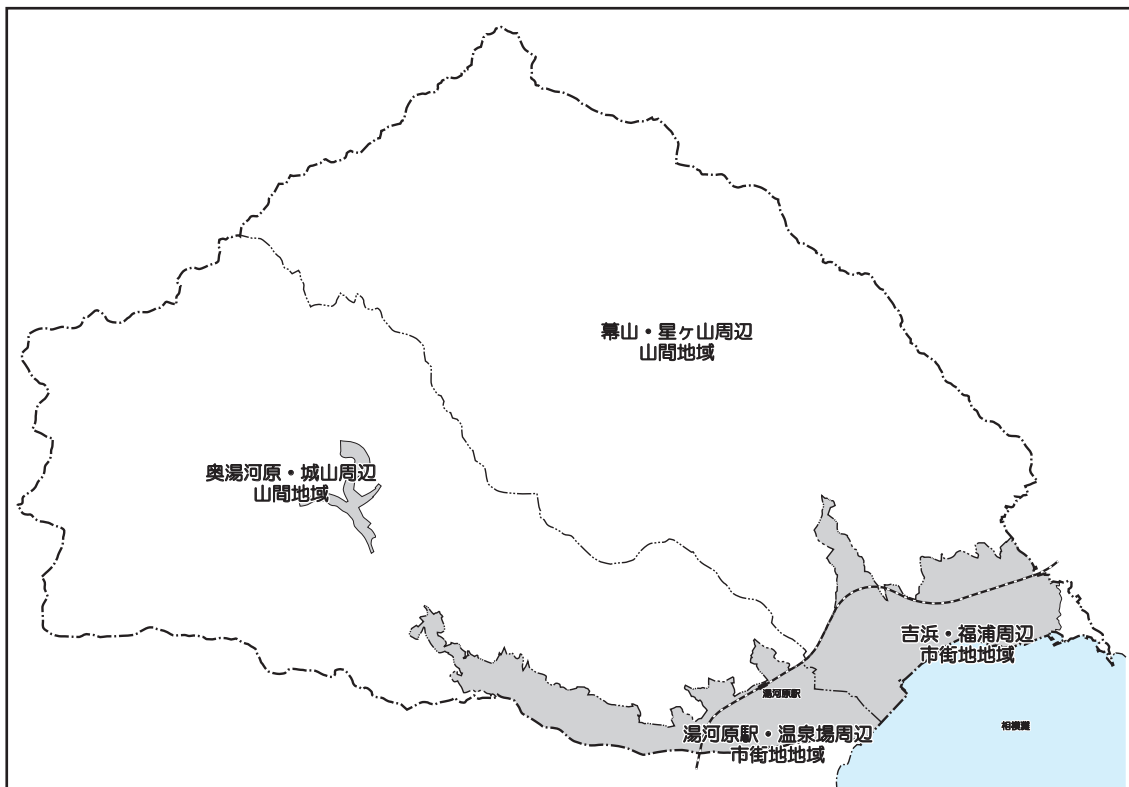 幕山・星ヶ山周辺
山間地域
奥湯河原・城山周辺
山間地域
吉浜・福浦周辺
市街地地域
湯河原駅
湯河原駅・温泉場周辺
市街地地域
相模灘